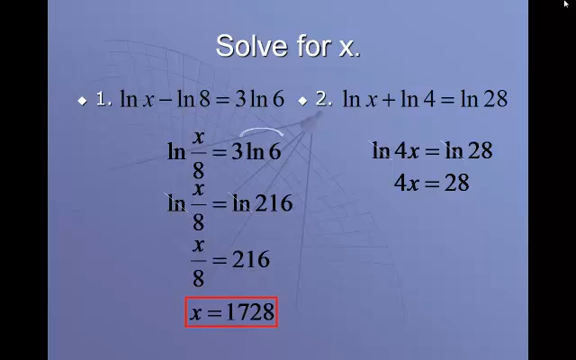 Solve for x.
1. ln x − ln 8 = 3 ln 6
ln x/8 = 3 ln 6
ln x/8 = ln 216
x/8 = 216
x = 1728
2. ln x + ln 4 = ln 28
ln 4x = ln 28
4x = 28